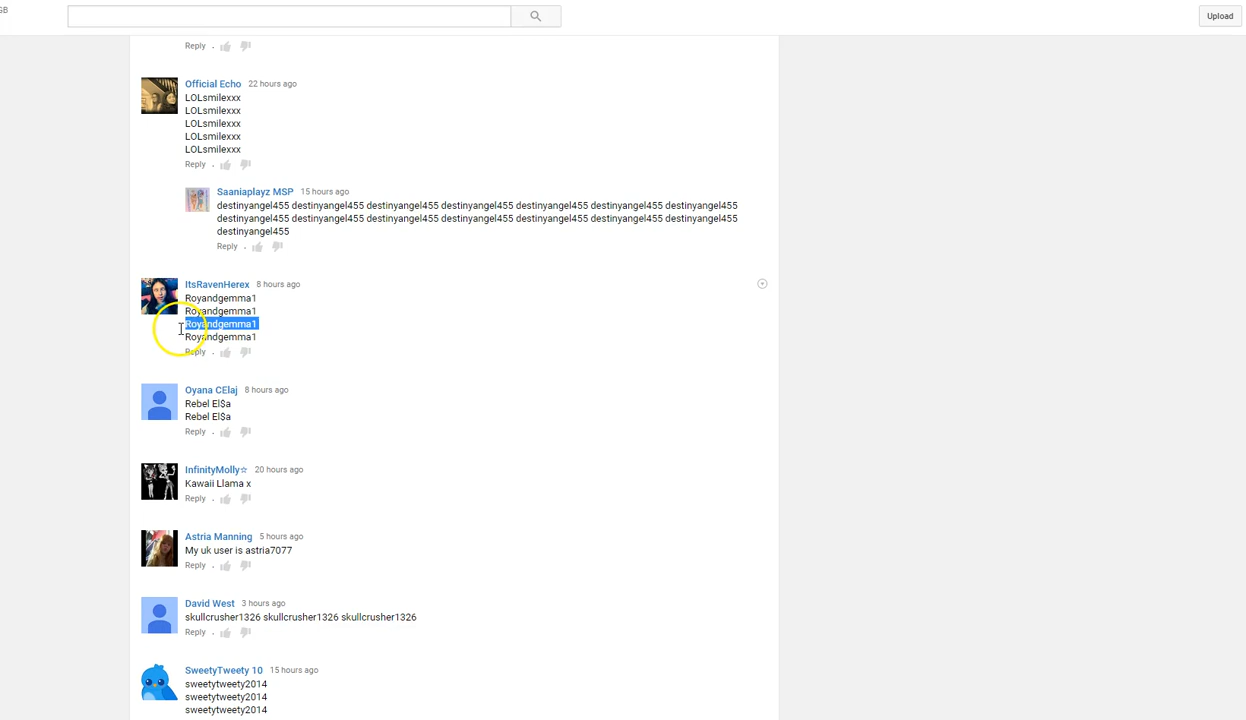 GB
Upload
Reply
Official Echo 22 hours ago
LOLsmilexxx
LOLsmilexxx
LOLsmilexxx
LOLsmilexxx
LOLsmilexxx
Reply
Saaniaplayz MSP 15 hours ago
destinyangel455 destinyangel455 destinyangel455 destinyangel455 destinyangel455 destinyangel455 destinyangel455
destinyangel455 destinyangel455 destinyangel455 destinyangel455 destinyangel455 destinyangel455 destinyangel455
destinyangel455
Reply
ItsRavenHerex 8 hours ago
Royandgemma1
Royandgemma1
Royandgemma1
Royandgemma1
Reply
Oyana CElaj 8 hours ago
Rebel El$a
Rebel El$a
Reply
InfinityMolly☆ 20 hours ago
Kawaii Llama x
Reply
Astria Manning 5 hours ago
My uk user is astria7077
Reply
David West 3 hours ago
skullcrusher1326 skullcrusher1326 skullcrusher1326
Reply
SweetyTweety 10 15 hours ago
sweetytweety2014
sweetytweety2014
sweetytweety2014